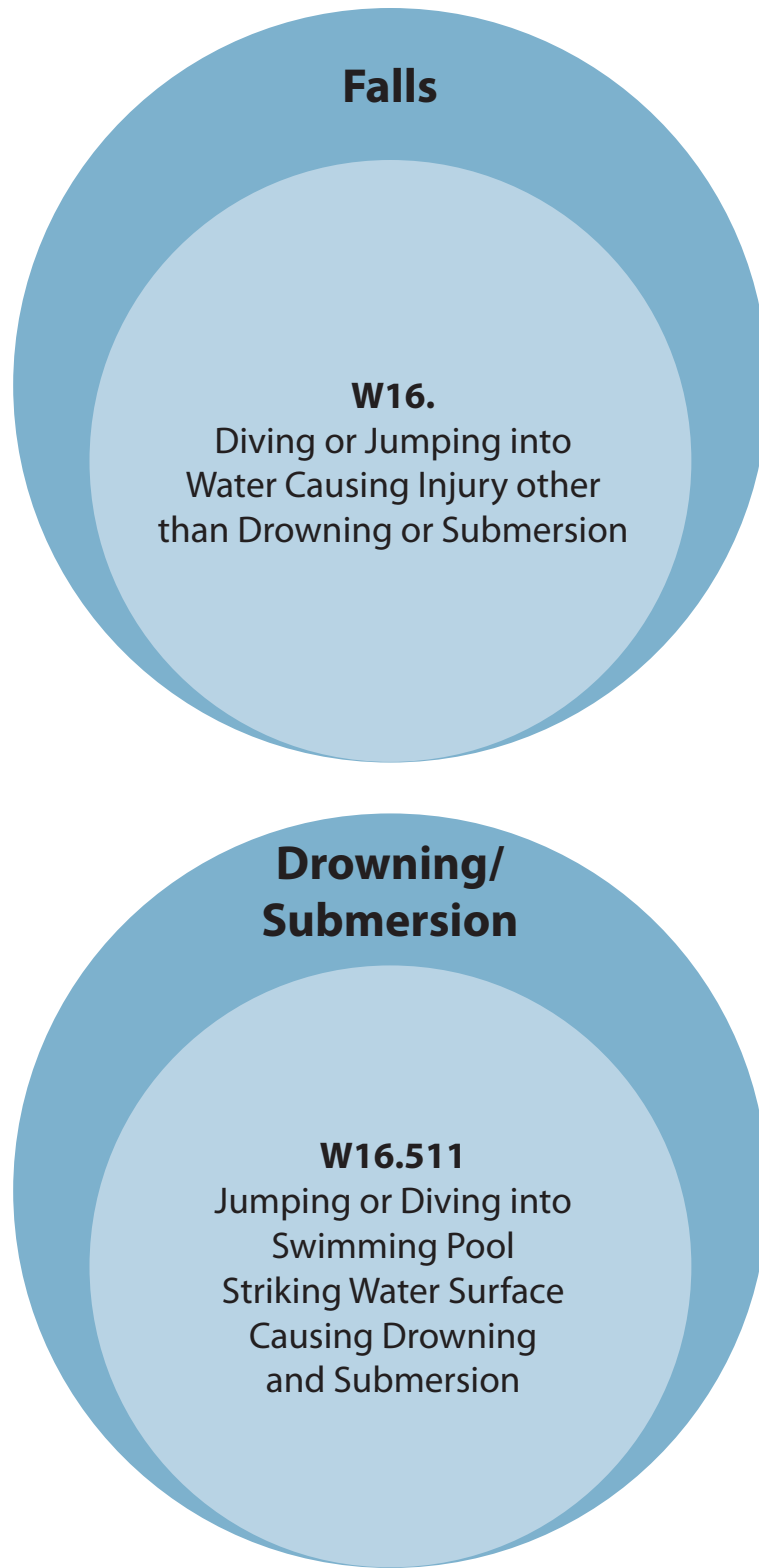 Falls
W16.
Diving or Jumping into
Water Causing Injury other
than Drowning or Submersion
Drowning/
Submersion
W16.511
Jumping or Diving into
Swimming Pool
Striking Water Surface
Causing Drowning
and Submersion